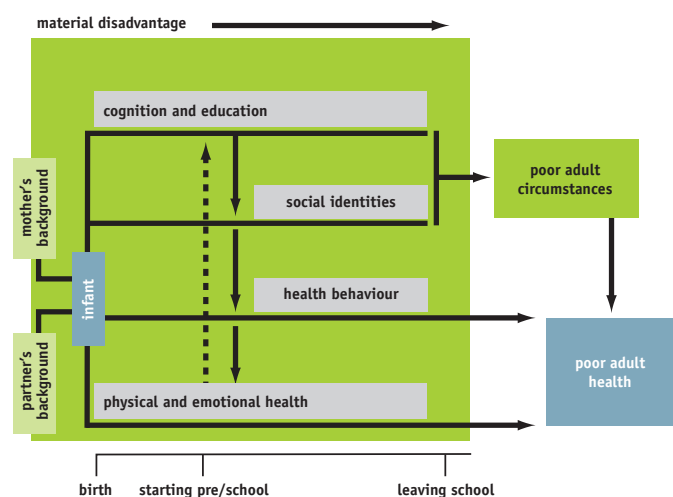 material disadvantage
cognition and education
mother's
background
social identities
poor adult
circumstances
infant
health behaviour
partner's
background
poor adult
health
physical and emotional health
birth
starting pre/school
leaving school